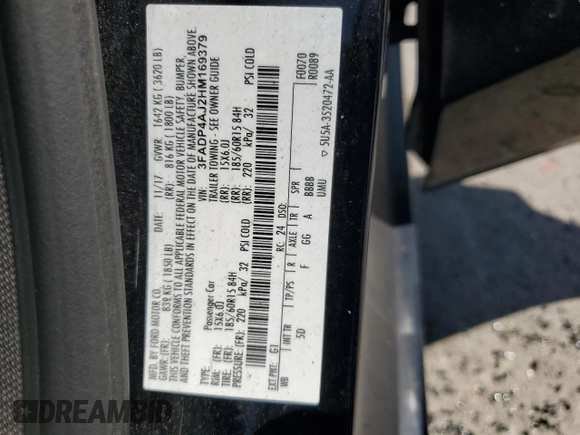 MFD. BY FORD MOTOR CO.
DATE: 11/17 GVWR: 1642 KG ( 3620 LB)
GAWR: (FR): 839 KG ( 1850 LB) (RR): 816 KG ( 1800 LB)
THIS VEHICLE CONFORMS TO ALL APPLICABLE FEDERAL MOTOR VEHICLE SAFETY, BUMPER,
AND THEFT PREVENTION STANDARDS IN EFFECT ON THE DATE OF MANUFACTURE SHOWN ABOVE.
VIN: 3FADP4AJ2HM169379
TYPE: Passenger Car TRAILER TOWING - SEE OWNER GUIDE
RIM: (FR): 15X6.0J (RR): 15X6.0J
TIRE: (FR): 185/60R15 84H (RR): 185/60R15 84H
PRESSURE: (FR): 220 kPa/ 32 PSI COLD (RR): 220 kPa/ 32 PSI COLD
F0070
R0089
EXT PNT: G1 RC: 24 DSO:
WB INT TR TP/PS R AXLE TR SPR BBBB
5D F GG A UMU
▽ 5U5A-3520472-AA
DREAMBID